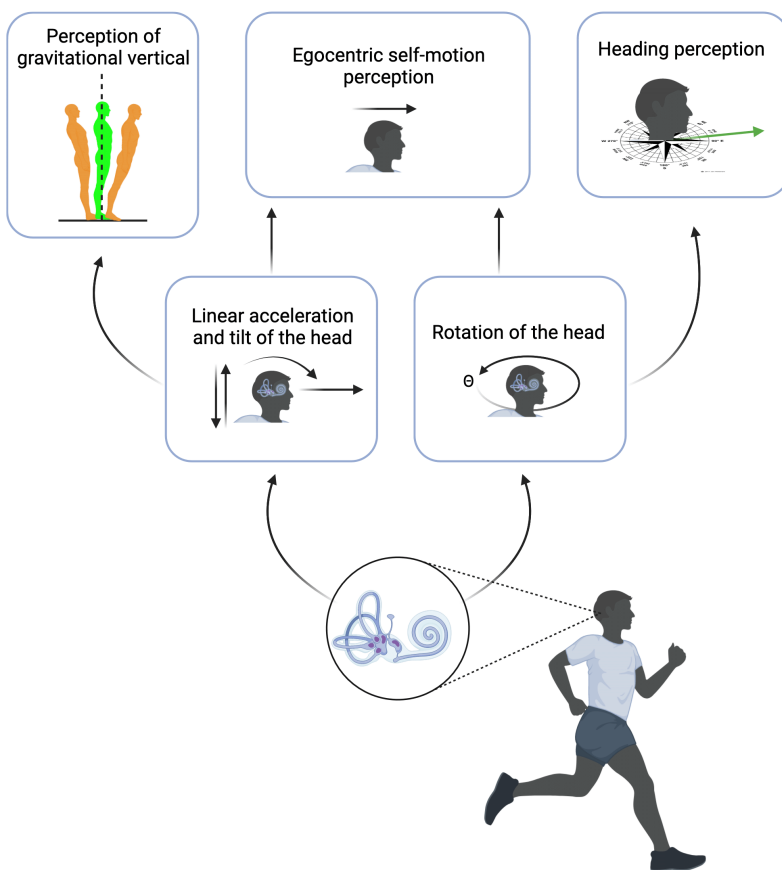 Perception of
gravitational vertical
Egocentric self-motion
perception
Heading perception
Linear acceleration
and tilt of the head
Rotation of the head
Θ